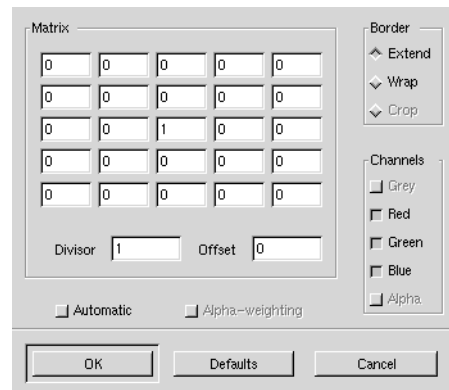 Matrix
0 0 0 0 0
0 0 0 0 0
0 0 1 0 0
0 0 0 0 0
0 0 0 0 0
Divisor 1 Offset 0
Automatic Alpha-weighting
Border
Extend
Wrap
Crop
Channels
Grey
Red
Green
Blue
Alpha
OK Defaults Cancel